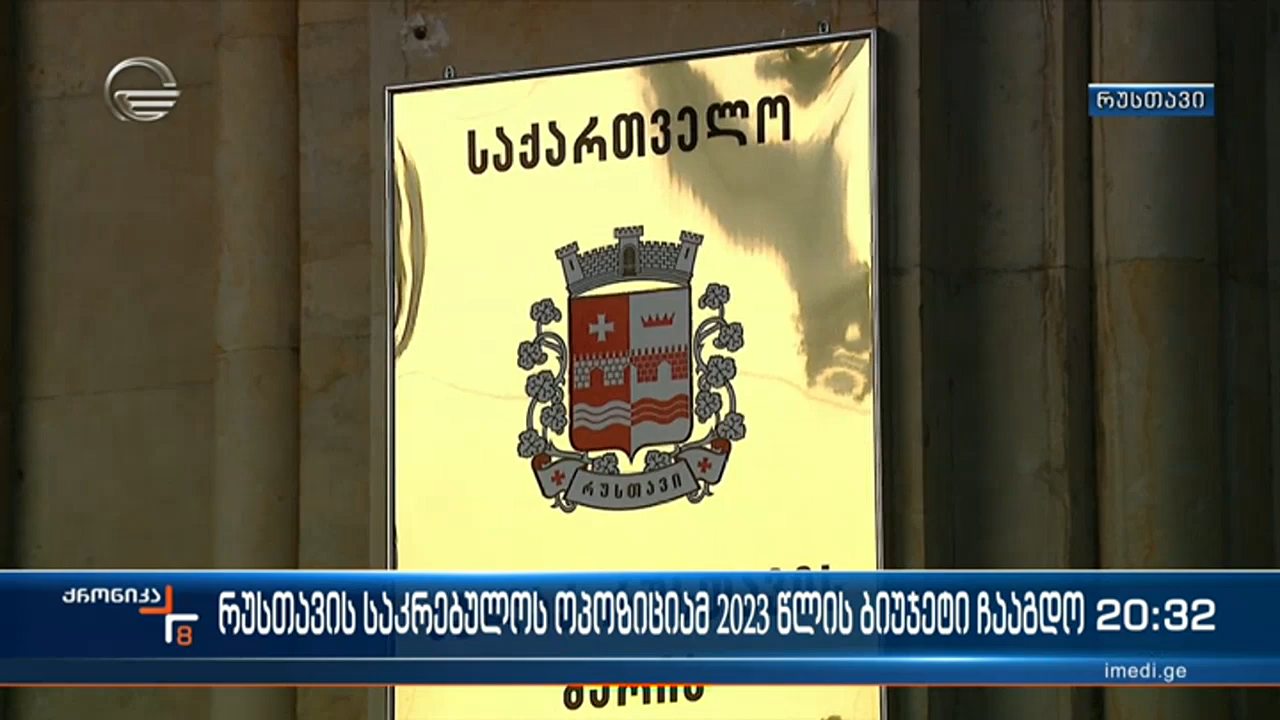 რუსთავი
საქართველო
რუსთავი
ქრონიკა
8
რუსთავის საკრებულოს ოპოზიციამ 2023 წლის ბიუჯეტი ჩააგდო
20:32
imedi.ge